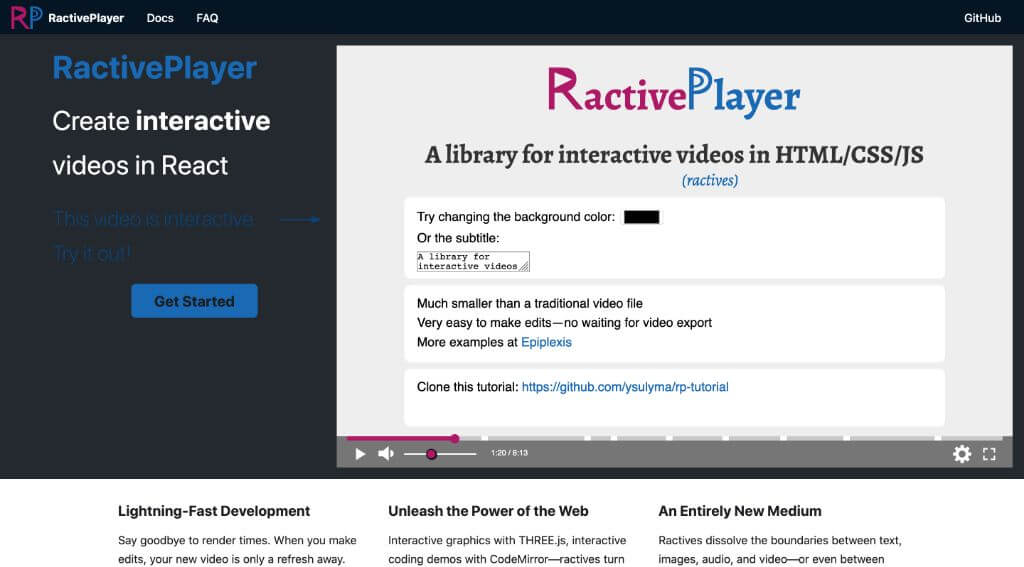 RP RactivePlayer Docs FAQ GitHub
RactivePlayer
Create interactive
videos in React
This video is interactive.
Try it out!
Get Started
RactivePlayer
A library for interactive videos in HTML/CSS/JS
(ractives)
Try changing the background color:
Or the subtitle:
A library for
interactive videos
Much smaller than a traditional video file
Very easy to make edits—no waiting for video export
More examples at Epiplexis
Clone this tutorial: https://github.com/ysulyma/rp-tutorial
1:20 / 8:13
Lightning-Fast Development
Say goodbye to render times. When you make
edits, your new video is only a refresh away.
Unleash the Power of the Web
Interactive graphics with THREE.js, interactive
coding demos with CodeMirror—ractives turn
An Entirely New Medium
Ractives dissolve the boundaries between text,
images, audio, and video—or even between